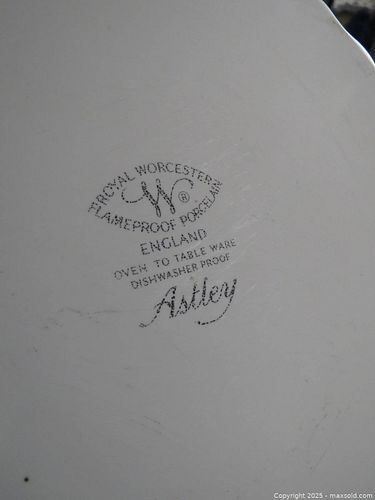 ROYAL WORCESTER
W®
FLAMEPROOF PORCELAIN
ENGLAND
OVEN TO TABLE WARE
DISHWASHER PROOF
Astley
Copyright 2025 - maxsold.com